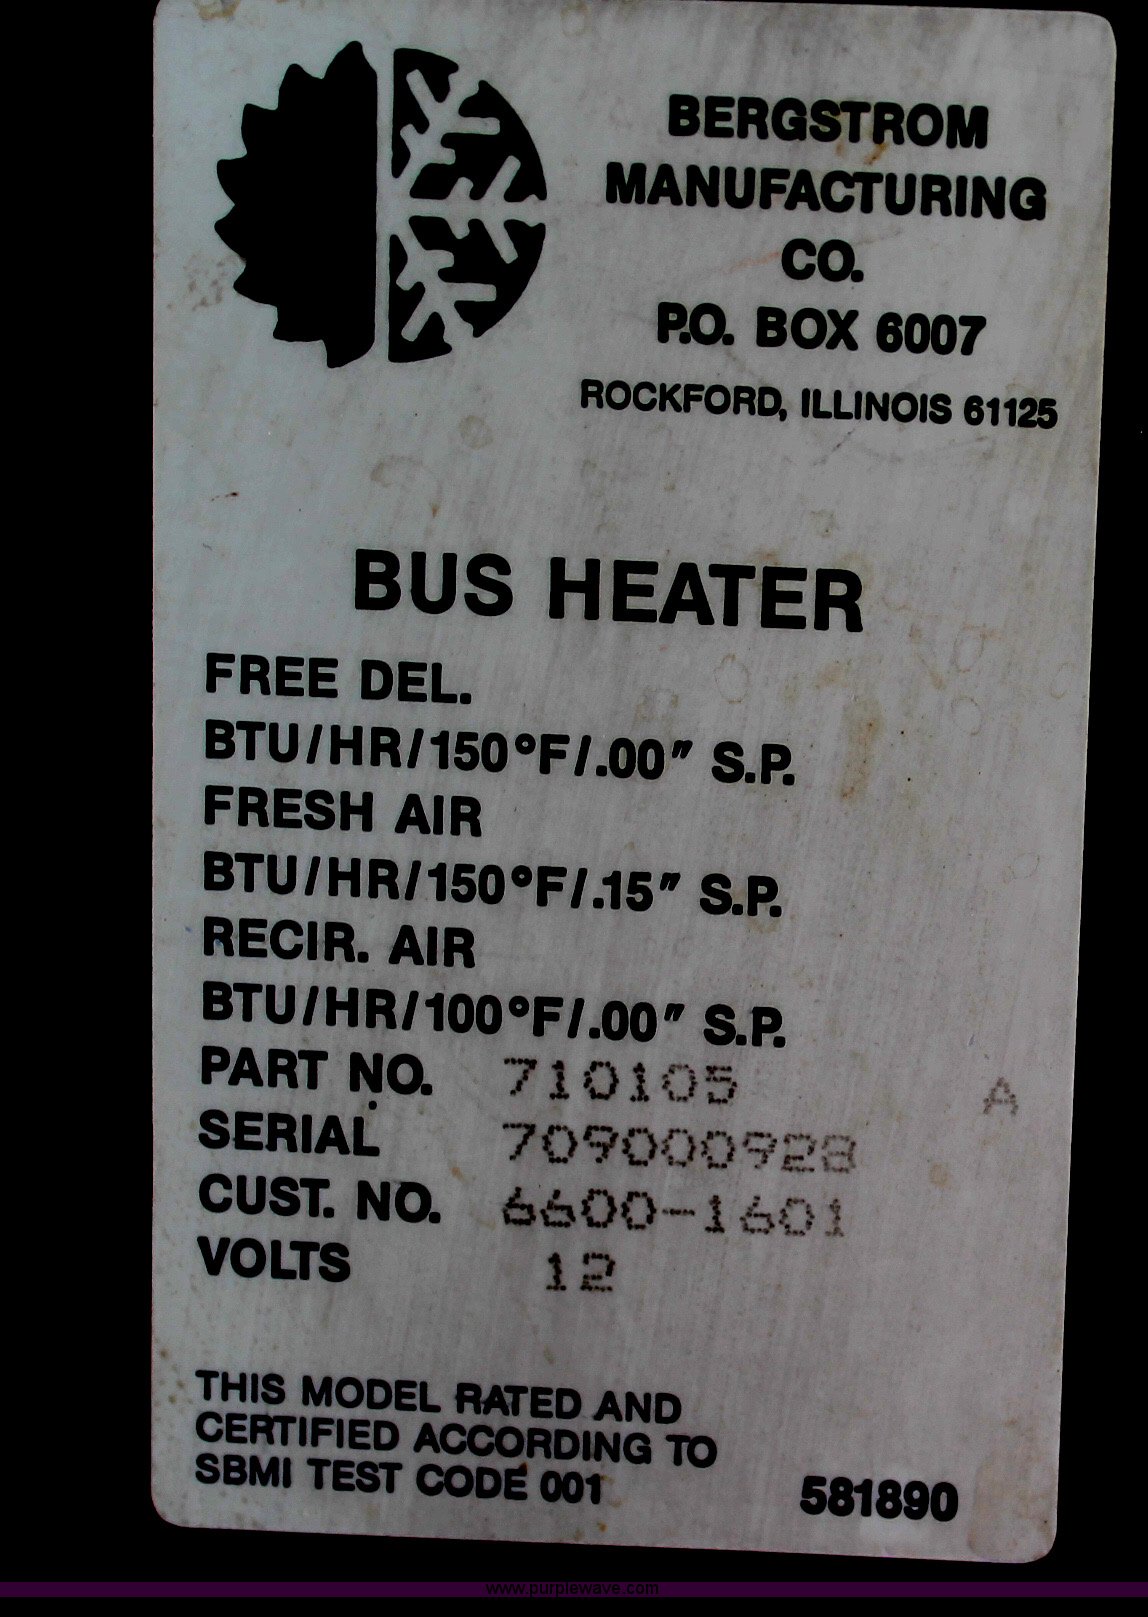 BERGSTROM
MANUFACTURING
CO.
P.O. BOX 6007
ROCKFORD, ILLINOIS 61125
BUS HEATER
FREE DEL.
BTU/HR/150°F/.00" S.P.
FRESH AIR
BTU/HR/150°F/.15" S.P.
RECIR. AIR
BTU/HR/100°F/.00" S.P.
PART NO. 710105 A
SERIAL 709000928
CUST. NO. 6600-1601
VOLTS 12
THIS MODEL RATED AND
CERTIFIED ACCORDING TO
SBMI TEST CODE 001
581890
www.purplewave.com